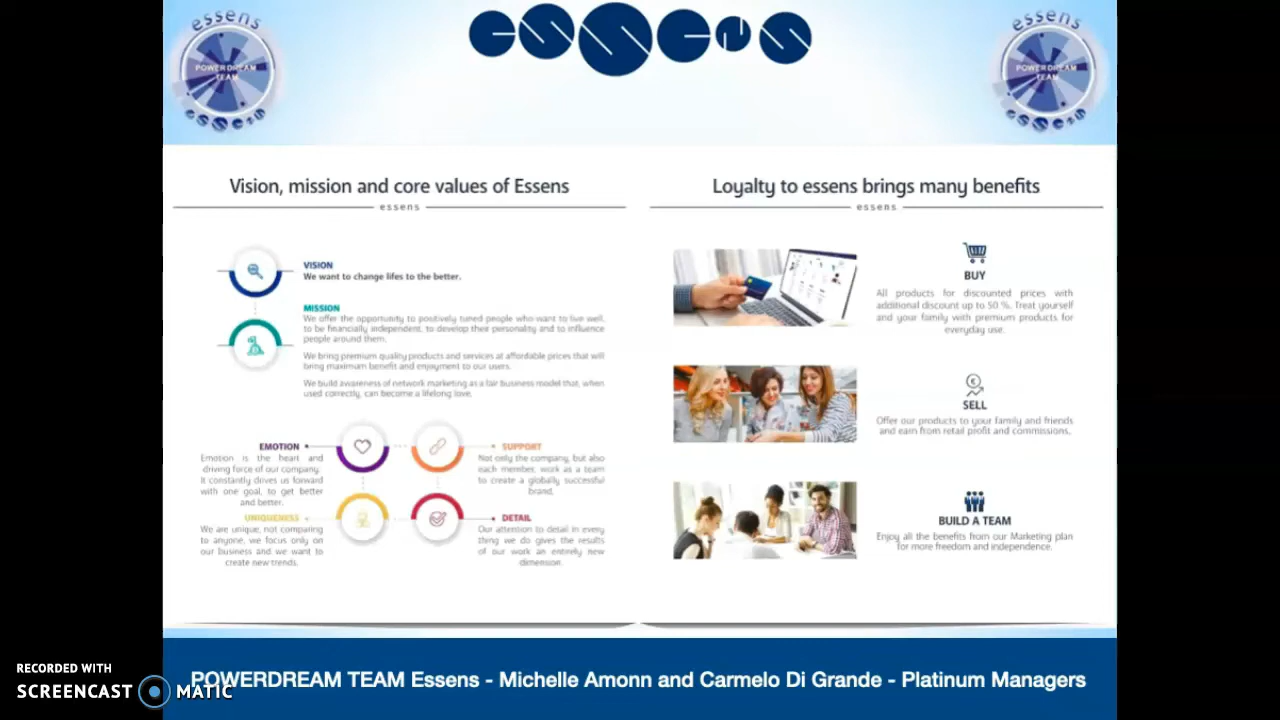 essens
POWER DREAM
TEAM
essens
essens
essens
POWER DREAM
TEAM
essens
Vision, mission and core values of Essens
essens
VISION
We want to change lifes to the better.
MISSION
We offer the opportunity to positively tuned people who want to live well,
to be financially independent, to develop their personality and to influence
people around them.
We bring premium quality products and services at affordable prices that will
bring maximum benefit and enjoyment to our users.
We build awareness of network marketing as a fair business model that, when
used correctly, can become a lifelong love.
EMOTION
Emotion is the heart and
driving force of our company.
It constantly drives us forward
with one goal, to get better
and better.
SUPPORT
Not only the company, but also
each member, work as a team
to create a globally successful
brand.
UNIQUENESS
We are unique, not comparing
to anyone, we focus only on
our business and we want to
create new trends.
DETAIL
Our attention to detail in every
thing we do gives the results
of our work an entirely new
dimension.
Loyalty to essens brings many benefits
essens
BUY
All products for discounted prices with
additional discount up to 50 %. Treat yourself
and your family with premium products for
everyday use.
SELL
Offer our products to your family and friends
and earn from retail profit and commissions.
BUILD A TEAM
Enjoy all the benefits from our Marketing plan
for more freedom and independence.
POWERDREAM TEAM Essens - Michelle Amonn and Carmelo Di Grande - Platinum Managers
RECORDED WITH
SCREENCAST MATIC